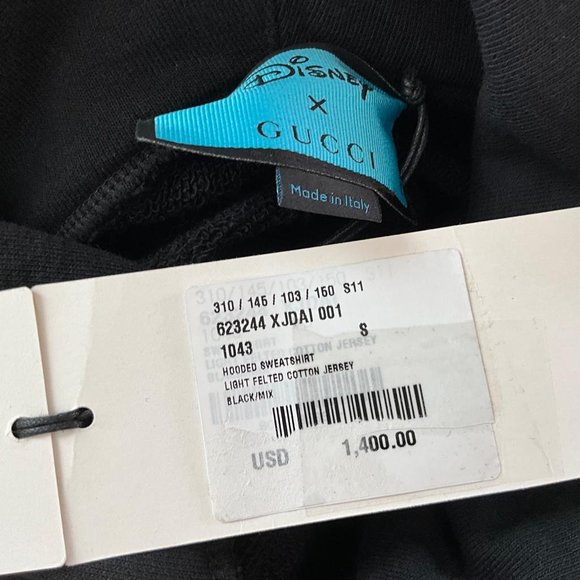 Disney
X
GUCCI
Made in Italy
310 / 145 / 103 / 150 S11
623244 XJDAI 001
1043 S
HOODED SWEATSHIRT
LIGHT FELTED COTTON JERSEY
BLACK/MIX
USD 1,400.00